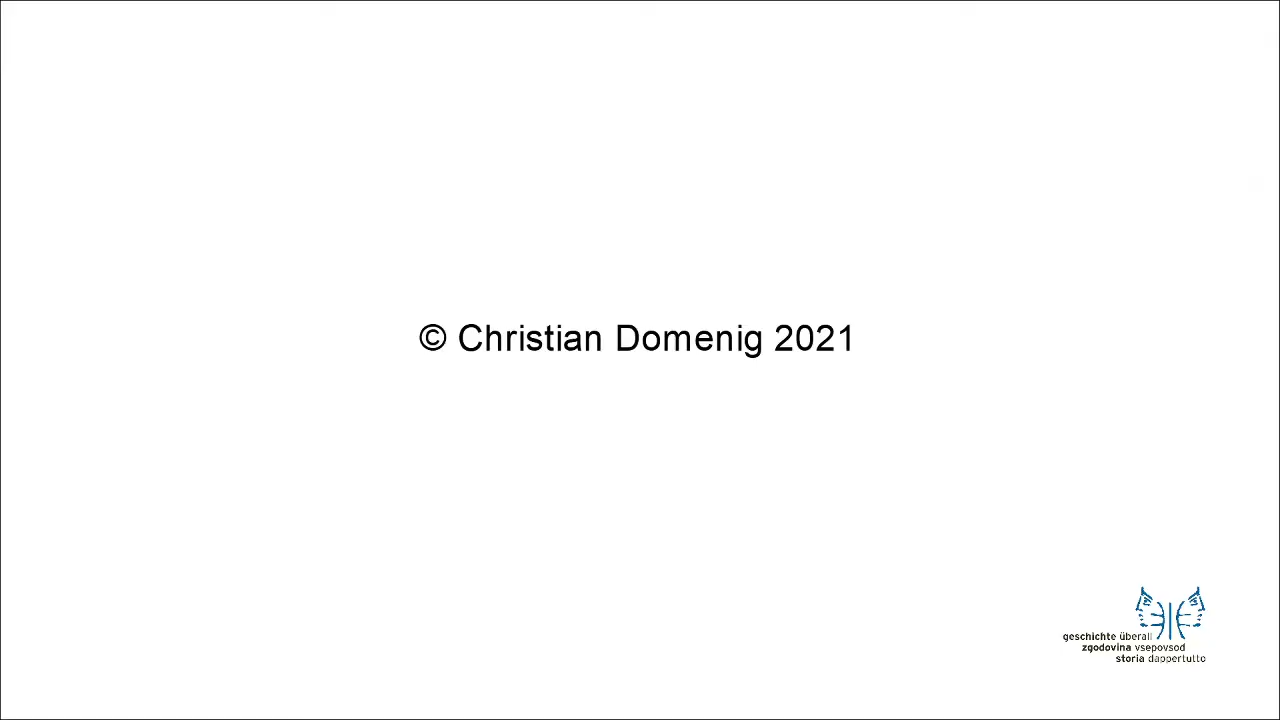 © Christian Domenig 2021
geschichte überall
zgodovina vsepovsod
storia dappertutto